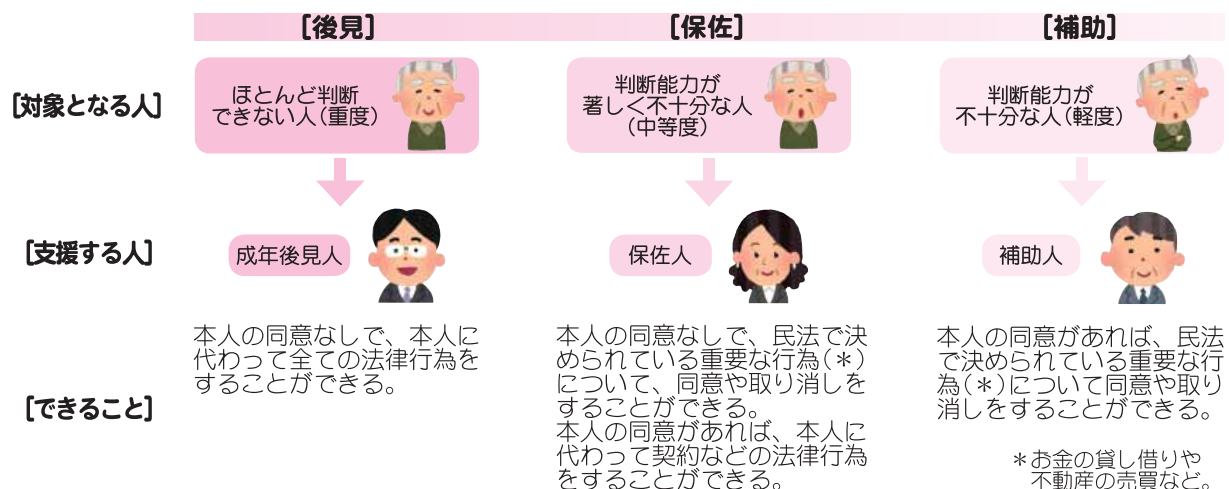 [後見]
[保佐]
[補助]
[対象となる人]
ほとんど判断
できない人(重度)
判断能力が
著しく不十分な人
(中等度)
判断能力が
不十分な人(軽度)
[支援する人]
成年後見人
保佐人
補助人
[できること]
本人の同意なしで、本人に
代わって全ての法律行為を
することができる。
本人の同意なしで、民法で決
められている重要な行為(＊)
について、同意や取り消しを
することができる。
本人の同意があれば、本人に
代わって契約などの法律行為
をすることができる。
本人の同意があれば、民法
で決められている重要な行
為(＊)について同意や取り
消しをすることができる。
＊お金の貸し借りや
不動産の売買など。